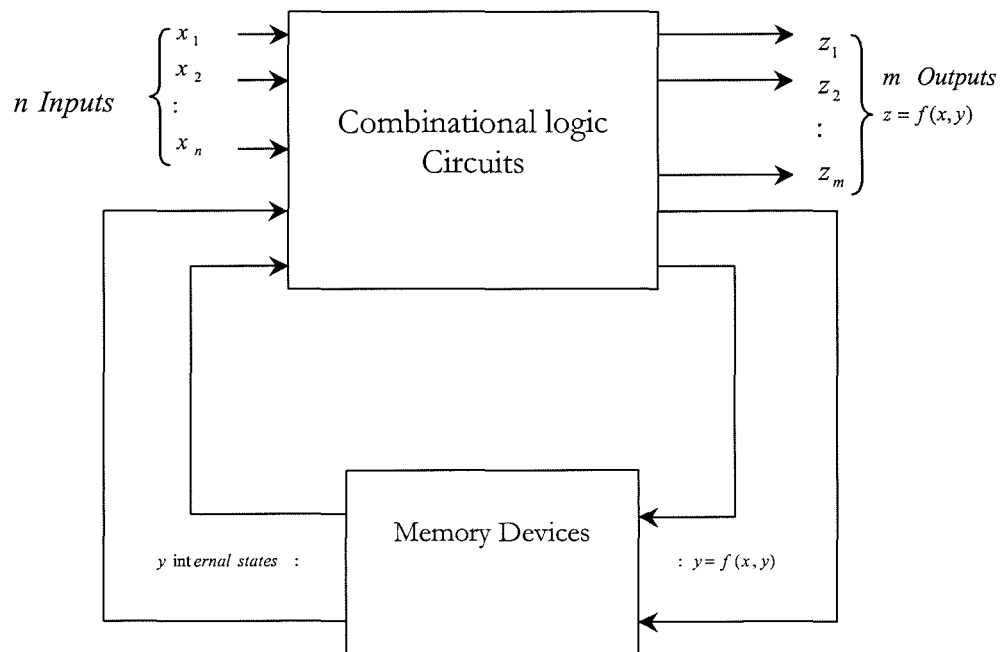 x1
x2
:
xn
n Inputs
Combinational logic
Circuits
z1
z2
:
zm
m Outputs
z = f(x, y)
Memory Devices
y internal states :
: y = f(x, y)